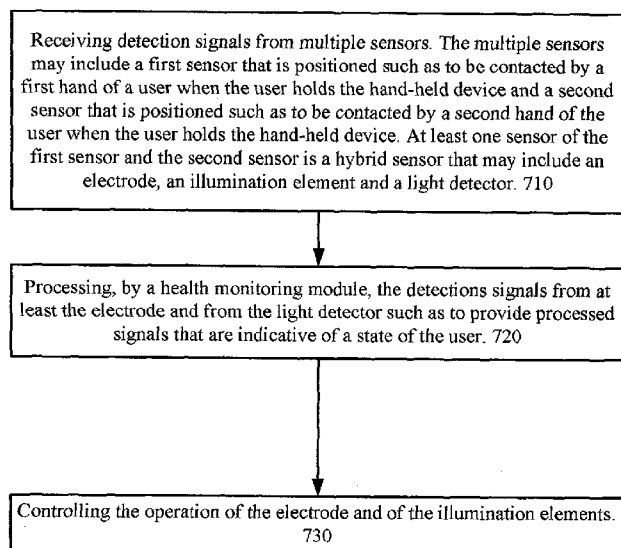 Receiving detection signals from multiple sensors. The multiple sensors
may include a first sensor that is positioned such as to be contacted by a
first hand of a user when the user holds the hand-held device and a second
sensor that is positioned such as to be contacted by a second hand of the
user when the user holds the hand-held device. At least one sensor of the
first sensor and the second sensor is a hybrid sensor that may include an
electrode, an illumination element and a light detector. 710
Processing, by a health monitoring module, the detections signals from at
least the electrode and from the light detector such as to provide processed
signals that are indicative of a state of the user. 720
Controlling the operation of the electrode and of the illumination elements.
730